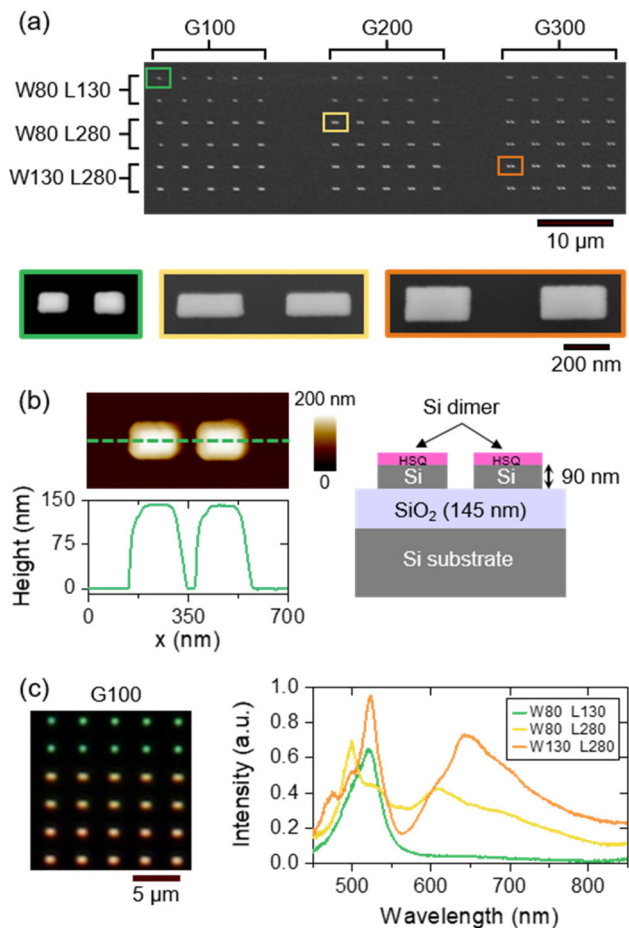 (a)
G100 G200 G300
W80 L130
W80 L280
W130 L280
10 µm
200 nm
(b)
200 nm
0
Height (nm)
150
75
0
0 350 700
x (nm)
Si dimer
HSQ HSQ
Si Si
90 nm
SiO₂ (145 nm)
Si substrate
(c)
G100
5 µm
Intensity (a.u.)
1.0
0.8
0.6
0.4
0.2
0.0
W80 L130
W80 L280
W130 L280
500 600 700 800
Wavelength (nm)